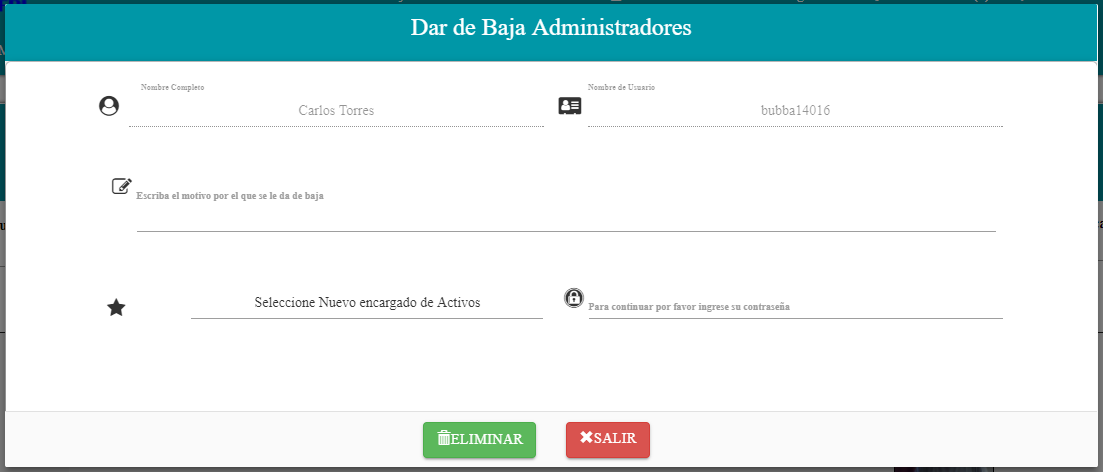 Dar de Baja Administradores
Nombre Completo
Nombre de Usuario
Carlos Torres
bubba14016
Escriba el motivo por el que se le da de baja
Seleccione Nuevo encargado de Activos
Para continuar por favor ingrese su contraseña
ELIMINAR
SALIR